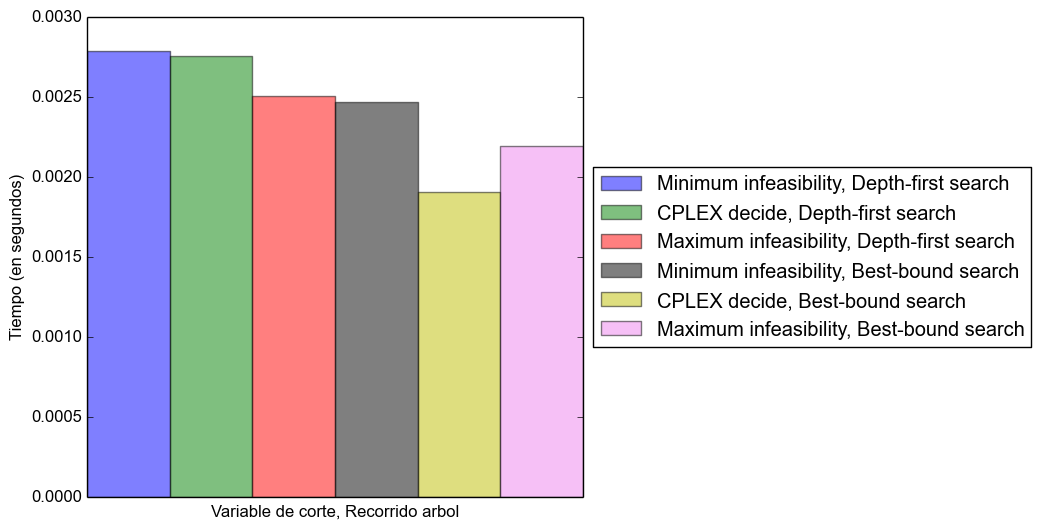 0.0030
0.0025
0.0020
0.0015
0.0010
0.0005
0.0000
Tiempo (en segundos)
Variable de corte, Recorrido arbol
Minimum infeasibility, Depth-first search
CPLEX decide, Depth-first search
Maximum infeasibility, Depth-first search
Minimum infeasibility, Best-bound search
CPLEX decide, Best-bound search
Maximum infeasibility, Best-bound search